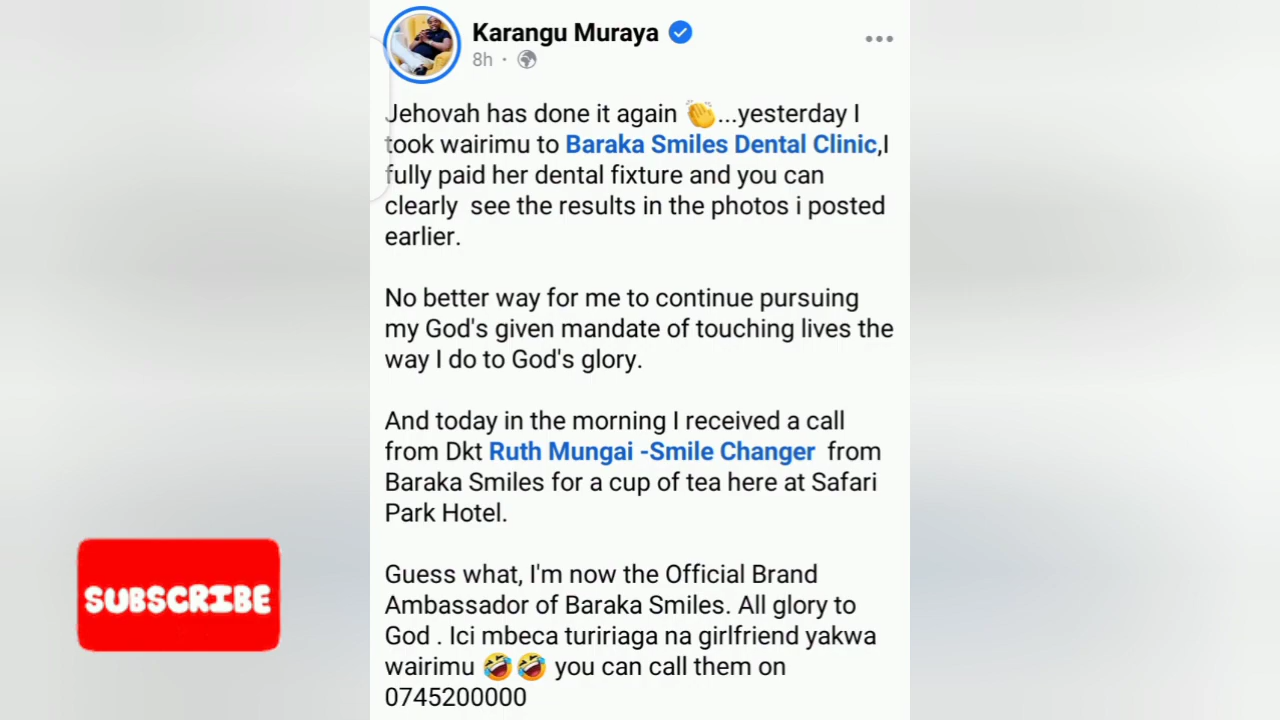 Karangu Muraya
8h ·
Jehovah has done it again 👏...yesterday I
took wairimu to Baraka Smiles Dental Clinic,I
fully paid her dental fixture and you can
clearly see the results in the photos i posted
earlier.
No better way for me to continue pursuing
my God's given mandate of touching lives the
way I do to God's glory.
And today in the morning I received a call
from Dkt Ruth Mungai -Smile Changer from
Baraka Smiles for a cup of tea here at Safari
Park Hotel.
Guess what, I'm now the Official Brand
Ambassador of Baraka Smiles. All glory to
God . Ici mbeca turiria​ga na girlfriend yakwa
wairimu 🤣🤣 you can call them on
0745200000
SUBSCRIBE